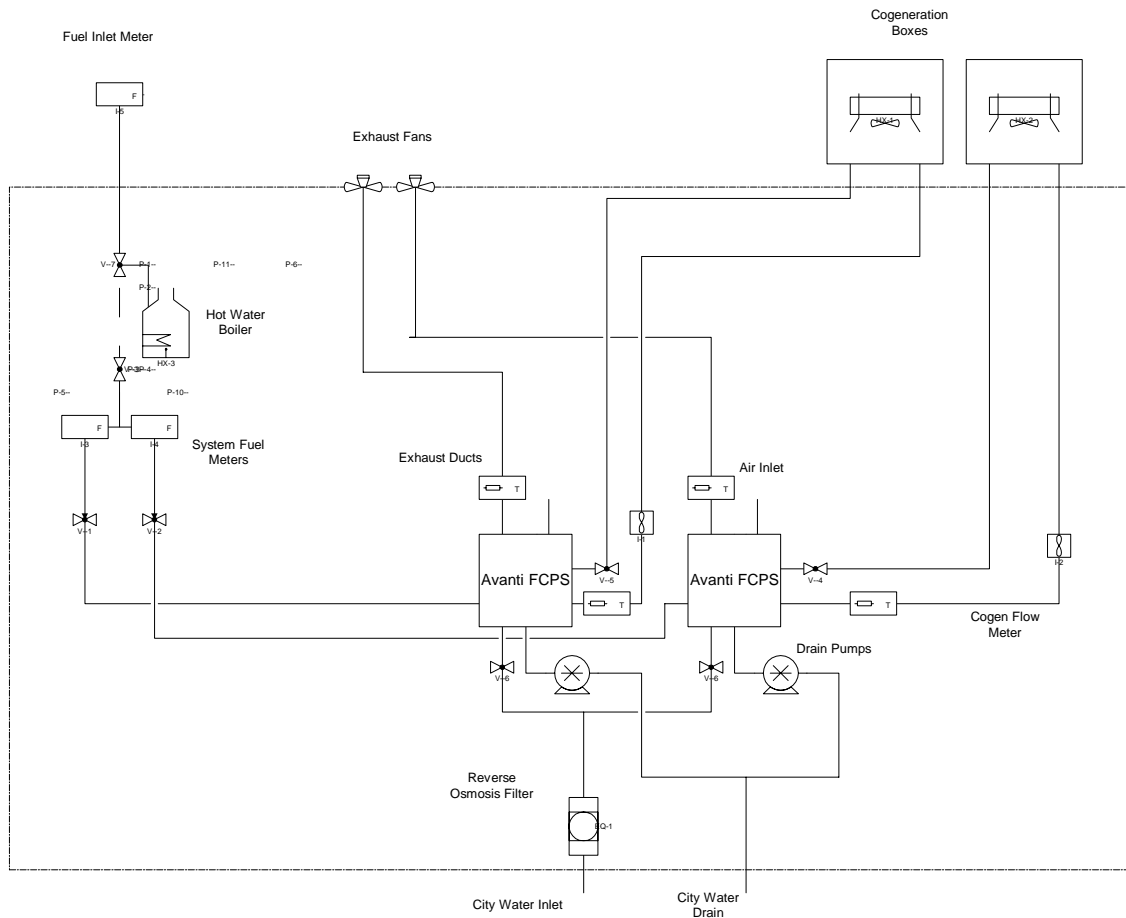 Cogeneration
Boxes
Fuel Inlet Meter
F
I-5
HX-1
HX-2
Exhaust Fans
V--7
P-1--
P-11--
P-6--
P-2--
Hot Water
Boiler
HX-3
P-4--
P-5--
P-10--
F
F
I-3
I-4
System Fuel
Meters
Exhaust Ducts
Air Inlet
T
T
V--1
V--2
I-1
I-2
Avanti FCPS
Avanti FCPS
V--5
V--4
T
T
Cogen Flow
Meter
Drain Pumps
V--6
V--6
Reverse
Osmosis Filter
EQ-1
City Water Inlet
City Water
Drain